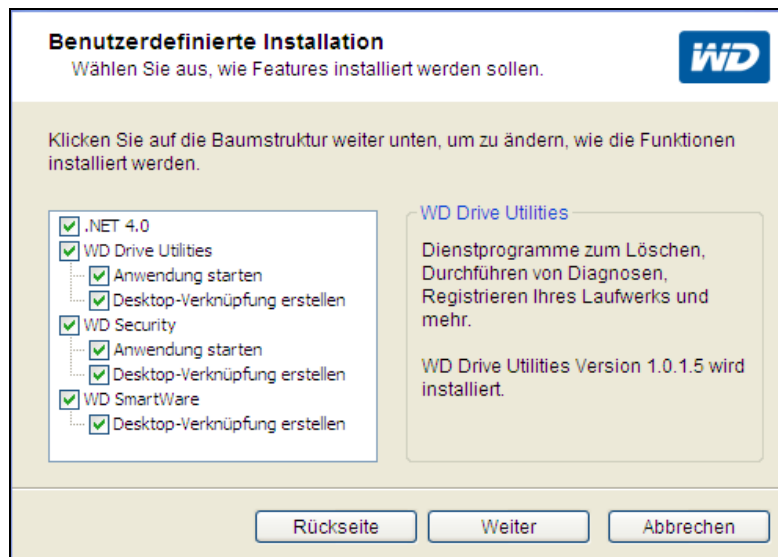 Benutzerdefinierte Installation
Wählen Sie aus, wie Features installiert werden sollen.
WD
Klicken Sie auf die Baumstruktur weiter unten, um zu ändern, wie die Funktionen
installiert werden.
.NET 4.0
WD Drive Utilities
Anwendung starten
Desktop-Verknüpfung erstellen
WD Security
Anwendung starten
Desktop-Verknüpfung erstellen
WD SmartWare
Desktop-Verknüpfung erstellen
WD Drive Utilities
Dienstprogramme zum Löschen,
Durchführen von Diagnosen,
Registrieren Ihres Laufwerks und
mehr.
WD Drive Utilities Version 1.0.1.5 wird
installiert.
Rückseite
Weiter
Abbrechen